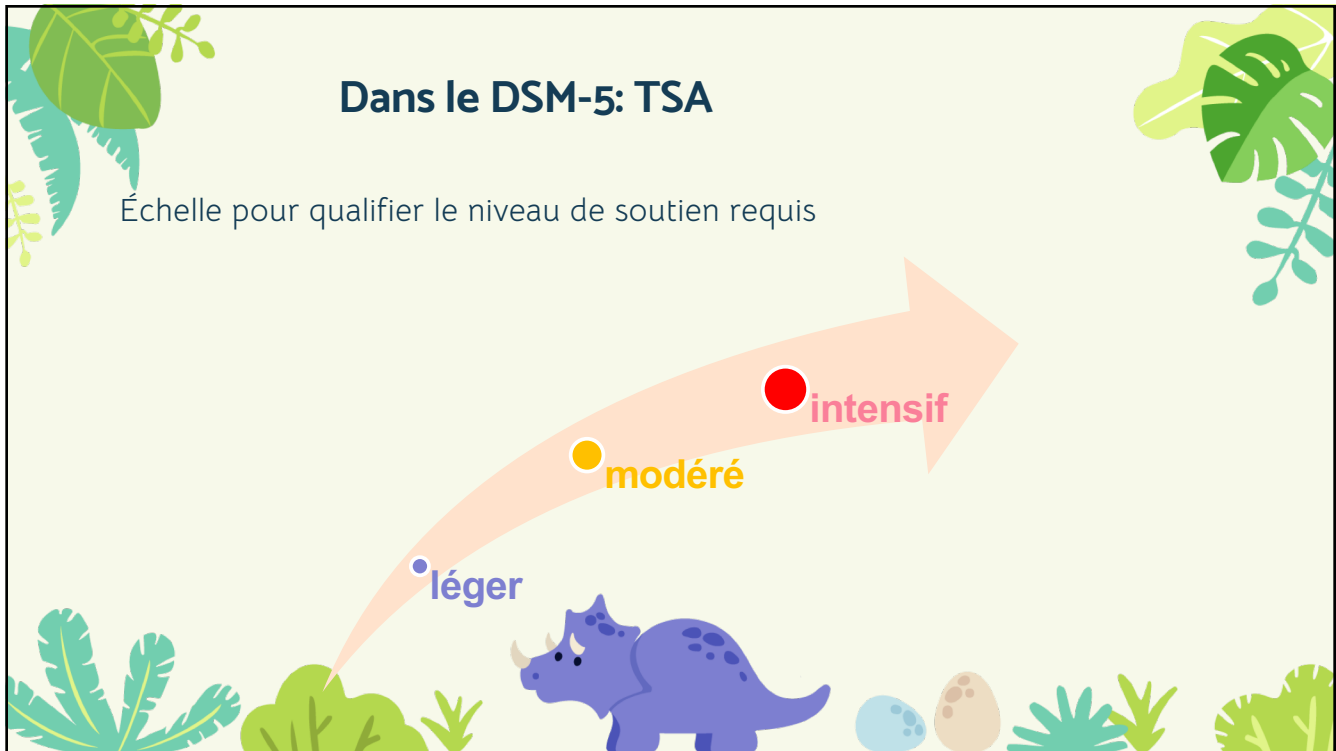 Dans le DSM-5: TSA
Échelle pour qualifier le niveau de soutien requis
intensif
modéré
léger